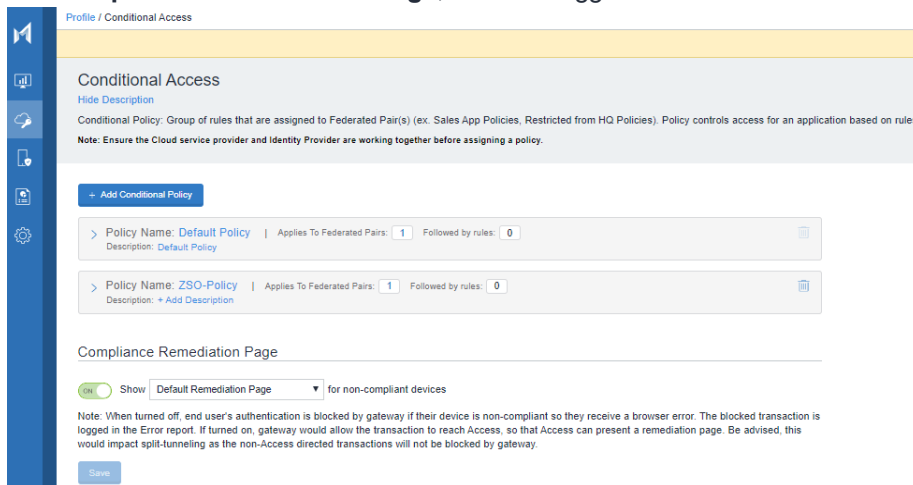 Profile / Conditional Access
Conditional Access
Hide Description
Conditional Policy: Group of rules that are assigned to Federated Pair(s) (ex. Sales App Policies, Restricted from HQ Policies). Policy controls access for an application based on rules
Note: Ensure the Cloud service provider and Identity Provider are working together before assigning a policy.
+ Add Conditional Policy
Policy Name: Default Policy | Applies To Federated Pairs: 1 Followed by rules: 0
Description: Default Policy
Policy Name: ZSO-Policy | Applies To Federated Pairs: 1 Followed by rules: 0
Description: + Add Description
Compliance Remediation Page
ON Show Default Remediation Page for non-compliant devices
Note: When turned off, end user's authentication is blocked by gateway if their device is non-compliant so they receive a browser error. The blocked transaction is
logged in the Error report. If turned on, gateway would allow the transaction to reach Access, so that Access can present a remediation page. Be advised, this
would impact split-tunneling as the non-Access directed transactions will not be blocked by gateway.
Save